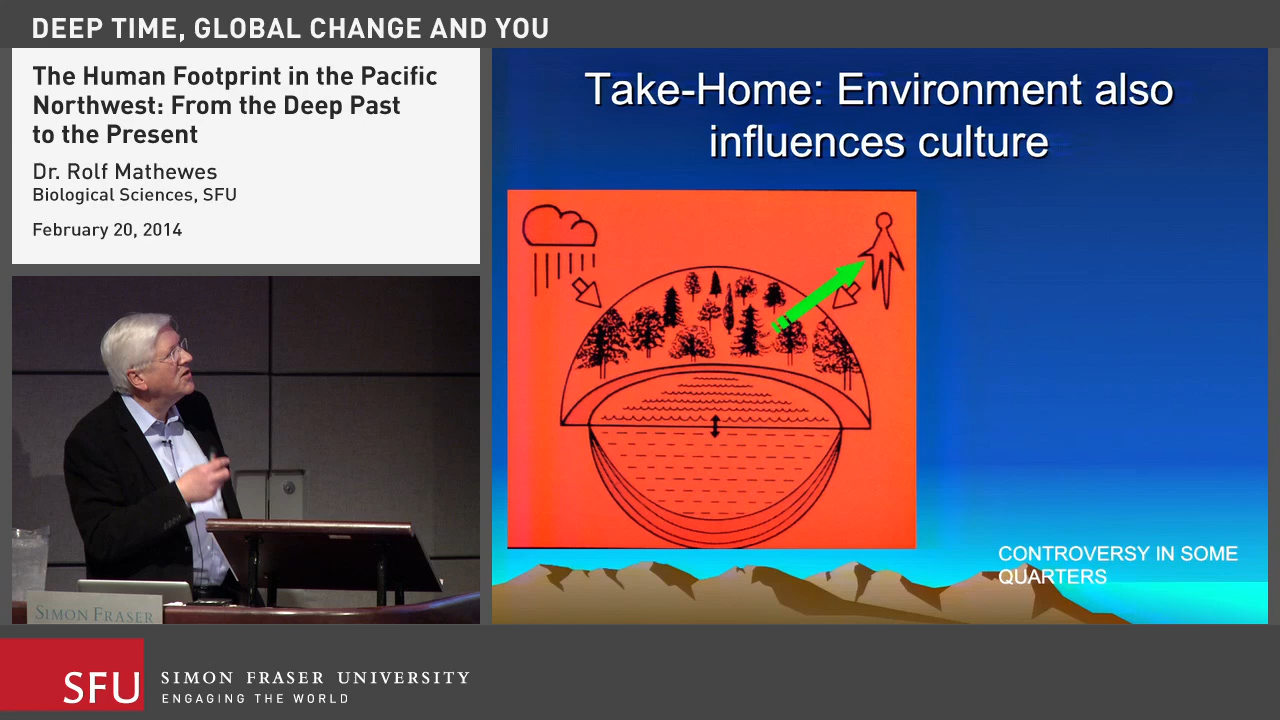 DEEP TIME, GLOBAL CHANGE AND YOU
The Human Footprint in the Pacific
Northwest: From the Deep Past
to the Present
Dr. Rolf Mathewes
Biological Sciences, SFU
February 20, 2014
Take-Home: Environment also
influences culture
CONTROVERSY IN SOME
QUARTERS
SIMON FRASER
SFU
SIMON FRASER UNIVERSITY
ENGAGING THE WORLD